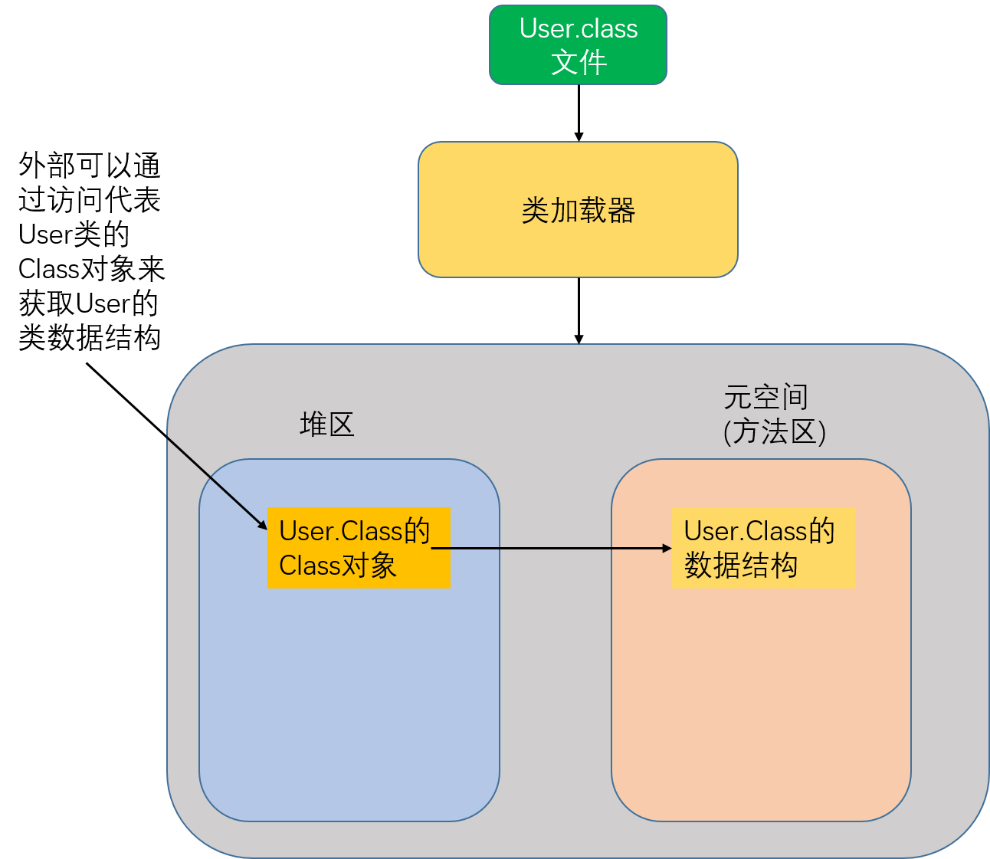 User.class
文件
类加载器
外部可以通
过访问代表
User类的
Class对象来
获取User的
类数据结构
堆区
元空间
(方法区)
User.Class的
Class对象
User.Class的
数据结构